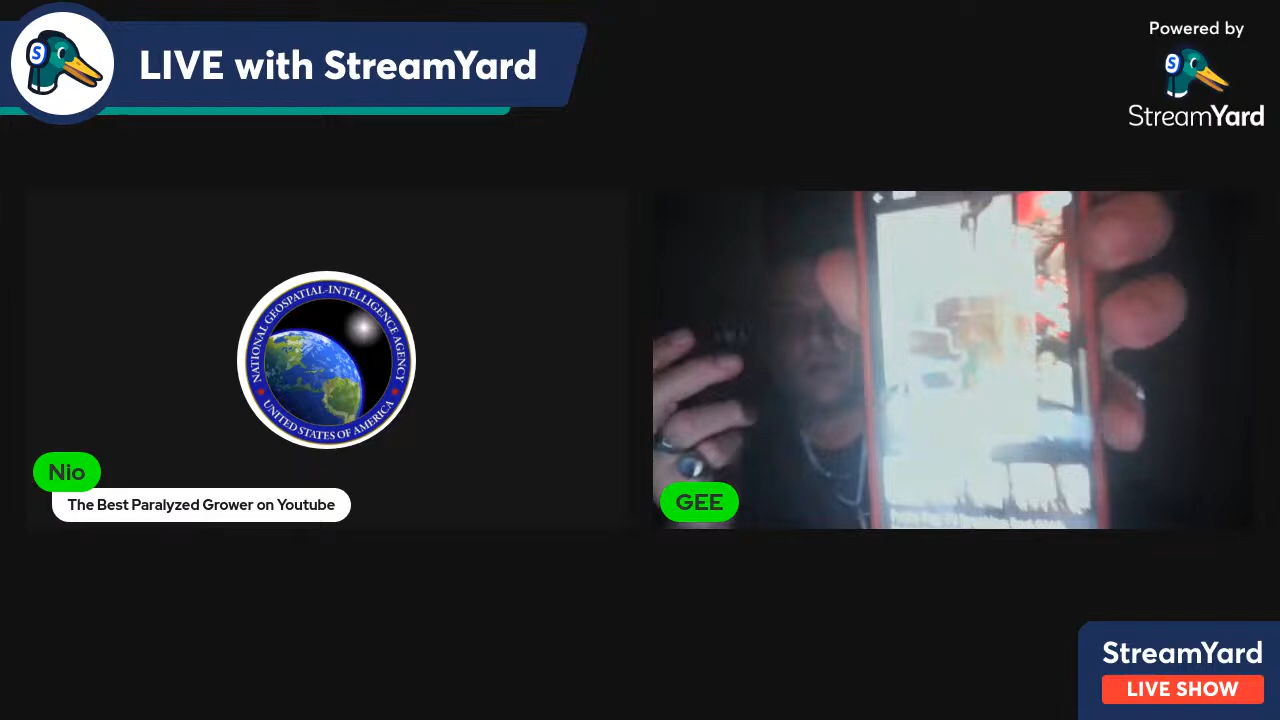 LIVE with StreamYard
Powered by
StreamYard
NATIONAL GEOSPATIAL-INTELLIGENCE AGENCY
UNITED STATES OF AMERICA
Nio
The Best Paralyzed Grower on Youtube
GEE
StreamYard
LIVE SHOW